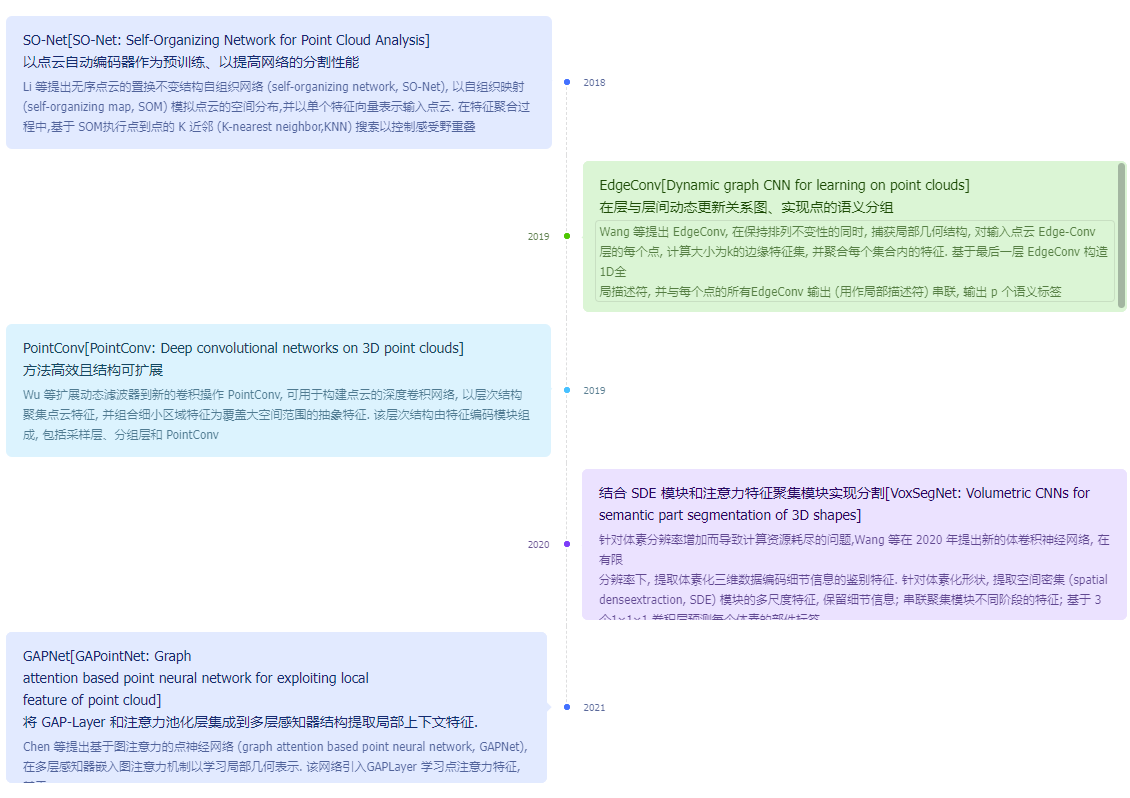 SO-Net[SO-Net: Self-Organizing Network for Point Cloud Analysis]
以点云自动编码器作为预训练、以提高网络的分割性能
Li 等提出无序点云的置换不变结构自组织网络 (self-organizing network, SO-Net), 以自组织映射
(self-organizing map, SOM) 模拟点云的空间分布,并以单个特征向量表示输入点云. 在特征聚合过
程中,基于 SOM执行点到点的 K 近邻 (K-nearest neighbor,KNN) 搜索以控制感受野重叠
2018
EdgeConv[Dynamic graph CNN for learning on point clouds]
在层与层间动态更新关系图、实现点的语义分组
Wang 等提出 EdgeConv, 在保持排列不变性的同时, 捕获局部几何结构, 对输入点云 Edge-Conv
层的每个点, 计算大小为k的边缘特征集, 并聚合每个集合内的特征. 基于最后一层 EdgeConv 构造
1D全
局描述符, 并与每个点的所有EdgeConv 输出 (用作局部描述符) 串联, 输出 p 个语义标签
2019
PointConv[PointConv: Deep convolutional networks on 3D point clouds]
方法高效且结构可扩展
Wu 等扩展动态滤波器到新的卷积操作 PointConv, 可用于构建点云的深度卷积网络, 以层次结构
聚集点云特征, 并组合细小区域特征为覆盖大空间范围的抽象特征. 该层次结构由特征编码模块组
成, 包括采样层、分组层和 PointConv
2019
结合 SDE 模块和注意力特征聚集模块实现分割[VoxSegNet: Volumetric CNNs for
semantic part segmentation of 3D shapes]
针对体素分辨率增加而导致计算资源耗尽的问题,Wang 等在 2020 年提出新的体卷积神经网络, 在
有限
分辨率下, 提取体素化三维数据编码细节信息的鉴别特征. 针对体素化形状, 提取空间密集 (spatial
denseextraction, SDE) 模块的多尺度特征, 保留细节信息; 串联聚集模块不同阶段的特征; 基于 3
个1×1×1 卷积层预测每个体素的部件标签
2020
GAPNet[GAPointNet: Graph
attention based point neural network for exploiting local
feature of point cloud]
将 GAP-Layer 和注意力池化层集成到多层感知器结构提取局部上下文特征.
Chen 等提出基于图注意力的点神经网络 (graph attention based point neural network, GAPNet),
在多层感知器嵌入图注意力机制以学习局部几何表示. 该网络引入GAPLayer 学习点注意力特征,
2021